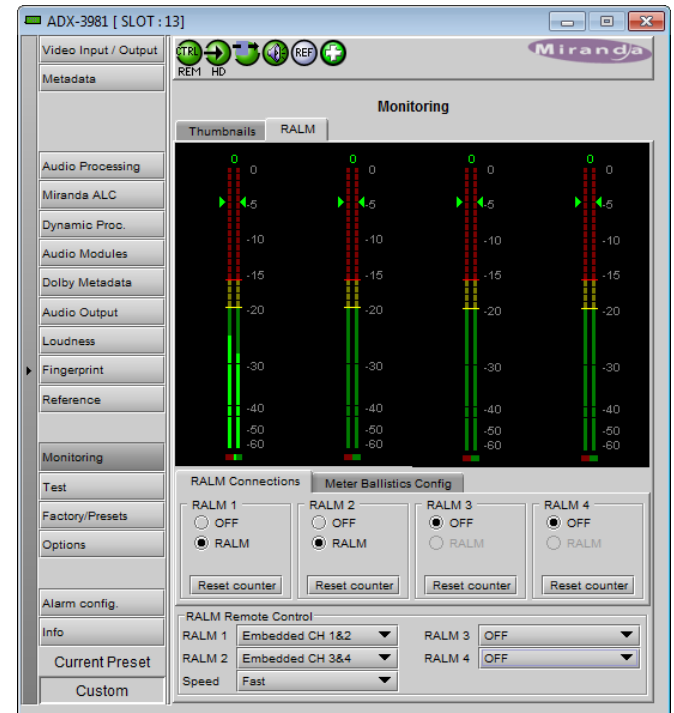 ADX-3981 [ SLOT : 13]
Video Input / Output
Metadata
Audio Processing
Miranda ALC
Dynamic Proc.
Audio Modules
Dolby Metadata
Audio Output
Loudness
Fingerprint
Reference
Monitoring
Test
Factory/Presets
Options
Alarm config.
Info
Current Preset
Custom
CTRL REF
REM HD
Miranda
Monitoring
Thumbnails RALM
0 0 0 0
0 0 0 0
-5 -5 -5 -5
-10 -10 -10 -10
-15 -15 -15 -15
-20 -20 -20 -20
-30 -30 -30 -30
-40 -40 -40 -40
-50 -50 -50 -50
-60 -60 -60 -60
RALM Connections Meter Ballistics Config
RALM 1 RALM 2 RALM 3 RALM 4
OFF OFF OFF OFF
RALM RALM RALM RALM
Reset counter Reset counter Reset counter Reset counter
RALM Remote Control
RALM 1 Embedded CH 1&2 RALM 3 OFF
RALM 2 Embedded CH 3&4 RALM 4 OFF
Speed Fast